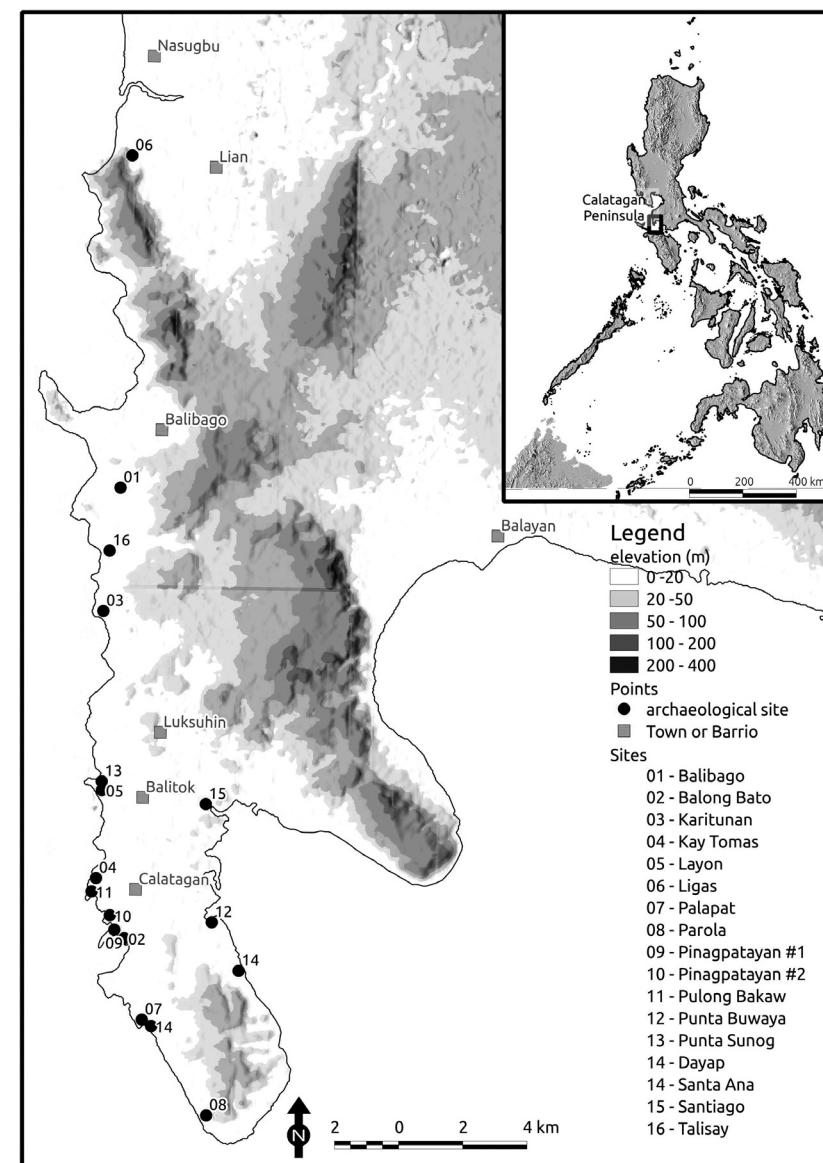 Nasugbu
06
Lian
Calatagan
Peninsula
0 200 400 km
Balibago
01
16
Balayan
03
Luksuhin
13
05
Balitok
15
04
11
Calatagan
10
09
02
12
14
07
14
08
N
2 0 2 4 km
Legend
elevation (m)
0 -20
20 -50
50 - 100
100 - 200
200 - 400
Points
archaeological site
Town or Barrio
Sites
01 - Balibago
02 - Balong Bato
03 - Karitunan
04 - Kay Tomas
05 - Layon
06 - Ligas
07 - Palapat
08 - Parola
09 - Pinagpatayan #1
10 - Pinagpatayan #2
11 - Pulong Bakaw
12 - Punta Buwaya
13 - Punta Sunog
14 - Dayap
14 - Santa Ana
15 - Santiago
16 - Talisay